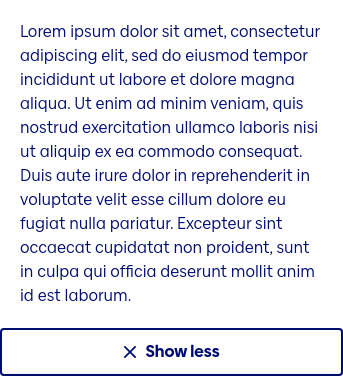 Lorem ipsum dolor sit amet, consectetur
adipiscing elit, sed do eiusmod tempor
incididunt ut labore et dolore magna
aliqua. Ut enim ad minim veniam, quis
nostrud exercitation ullamco laboris nisi
ut aliquip ex ea commodo consequat.
Duis aute irure dolor in reprehenderit in
voluptate velit esse cillum dolore eu
fugiat nulla pariatur. Excepteur sint
occaecat cupidatat non proident, sunt
in culpa qui officia deserunt mollit anim
id est laborum.
Show less